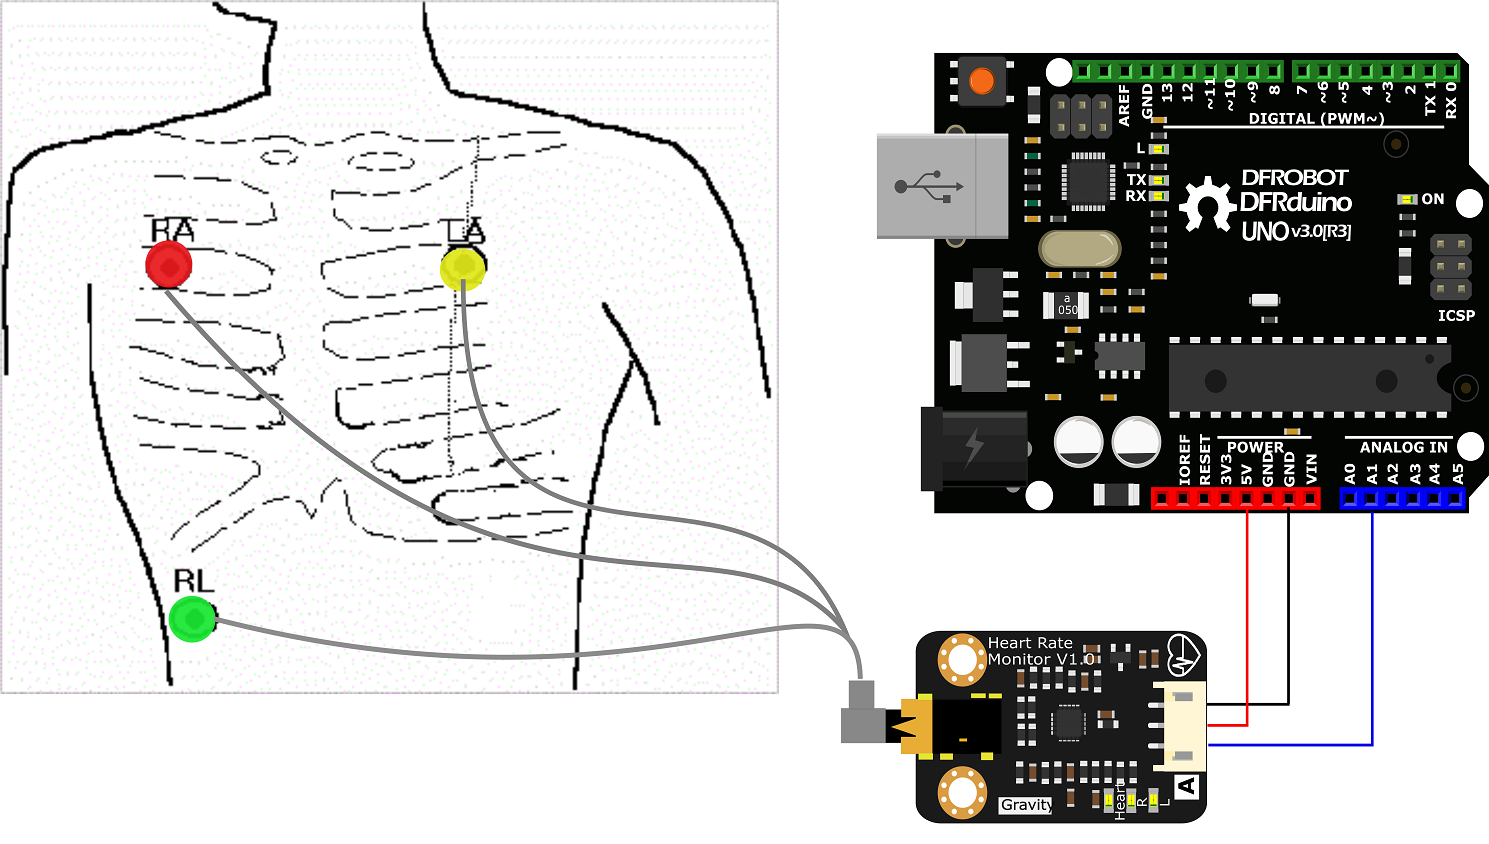 RA
LA
RL
AREF
GND
13
12
~11
~10
~9
8
7
~6
~5
4
~3
2
TX 1
RX 0
DIGITAL (PWM~)
L
TX
RX
DFROBOT
DFRduino
UNO v3.0[R3]
ON
ICSP
a
050
POWER
ANALOG IN
IOREF
RESET
3V3
5V
GND
GND
VIN
A0
A1
A2
A3
A4
A5
Heart Rate
Monitor V1.0
Gravity
Heart
R
L
A